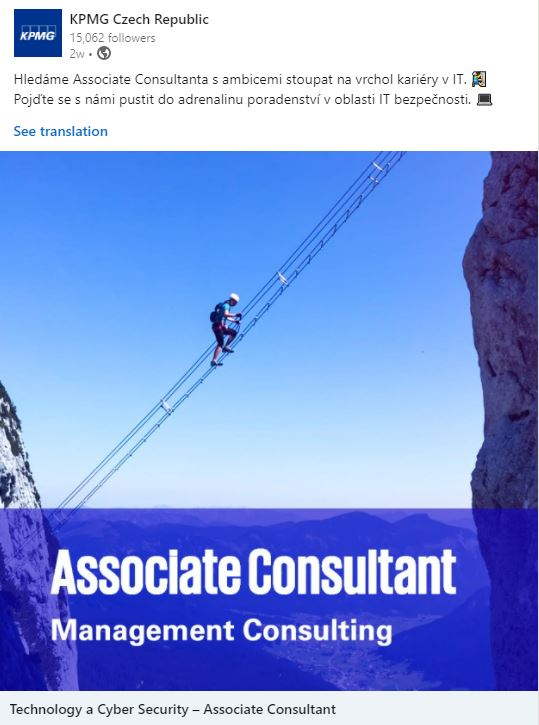 KPMG
KPMG Czech Republic
15,062 followers
2w •
Hledáme Associate Consultanta s ambicemi stoupat na vrchol kariéry v IT. 🧗
Pojďte se s námi pustit do adrenalinu poradenství v oblasti IT bezpečnosti. 💻
See translation
Associate Consultant
Management Consulting
Technology a Cyber Security – Associate Consultant